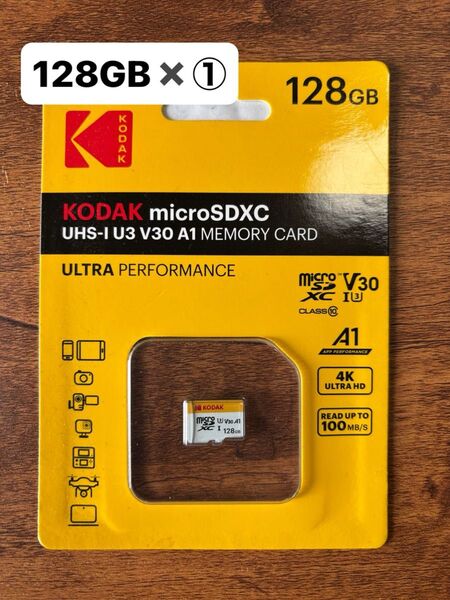 128GB✖️①
128GB
KODAK
KODAK microSDXC
UHS-I U3 V30 A1 MEMORY CARD
ULTRA PERFORMANCE
micro SD XC V30
I U3
CLASS 10
A1
APP PERFORMANCE
4K
ULTRA HD
READ UP TO
100 MB/S
KODAK
micro SD XC I U3 V30 A1
128GB